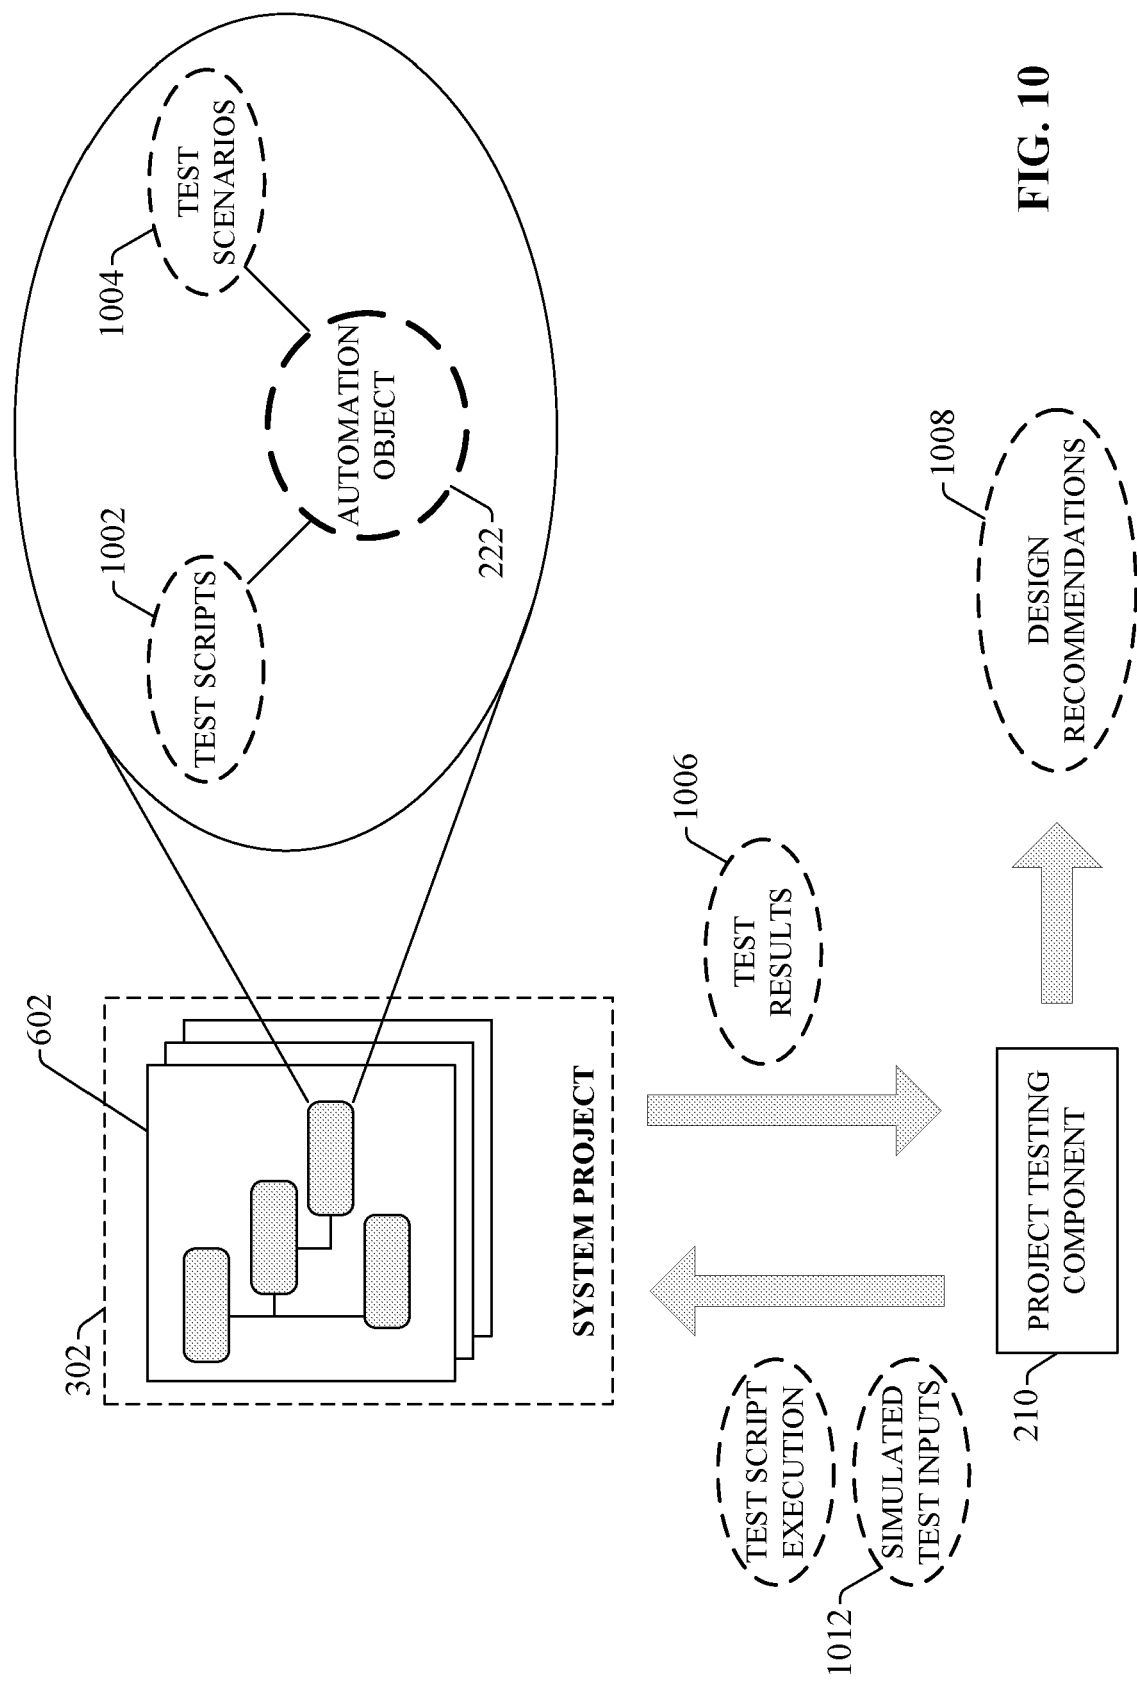 302
602
SYSTEM PROJECT
1002
TEST SCRIPTS
1004
TEST
SCENARIOS
AUTOMATION
OBJECT
222
TEST SCRIPT
EXECUTION
SIMULATED
TEST INPUTS
1012
1006
TEST
RESULTS
210
PROJECT TESTING
COMPONENT
1008
DESIGN
RECOMMENDATIONS
FIG. 10